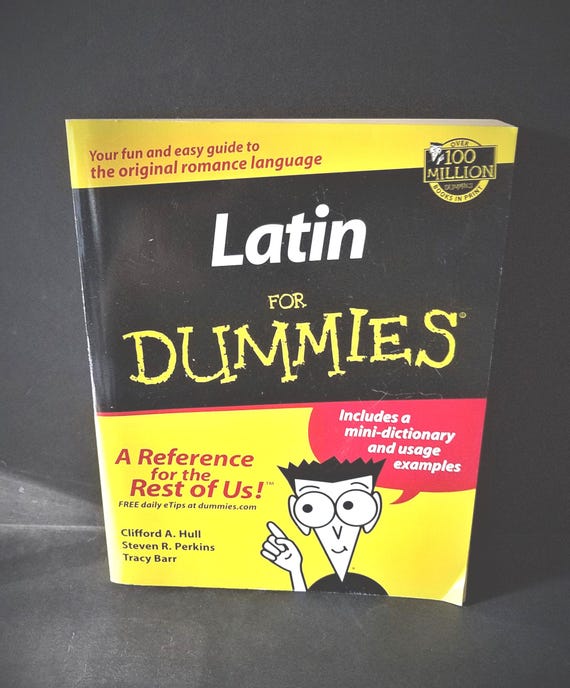 Your fun and easy guide to
the original romance language
OVER
100
MILLION
DUMMIES
BOOKS IN PRINT
Latin
FOR
DUMMIES®
Includes a
mini-dictionary
and usage
examples
A Reference
for the
Rest of Us!™
FREE daily eTips at dummies.com
Clifford A. Hull
Steven R. Perkins
Tracy Barr